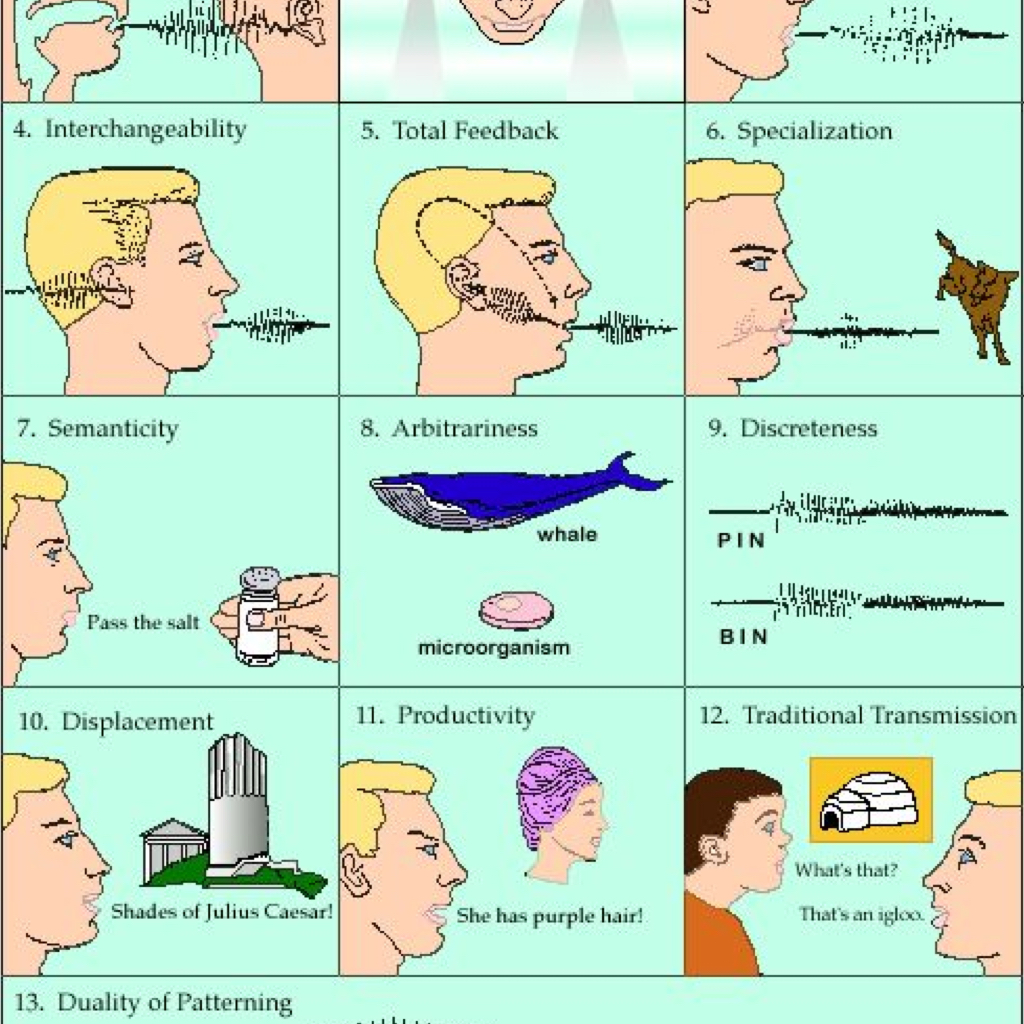 4. Interchangeability
5. Total Feedback
6. Specialization
7. Semanticity
Pass the salt
8. Arbitrariness
whale
microorganism
9. Discreteness
PIN
BIN
10. Displacement
Shades of Julius Caesar!
11. Productivity
She has purple hair!
12. Traditional Transmission
What's that?
That's an igloo.
13. Duality of Patterning